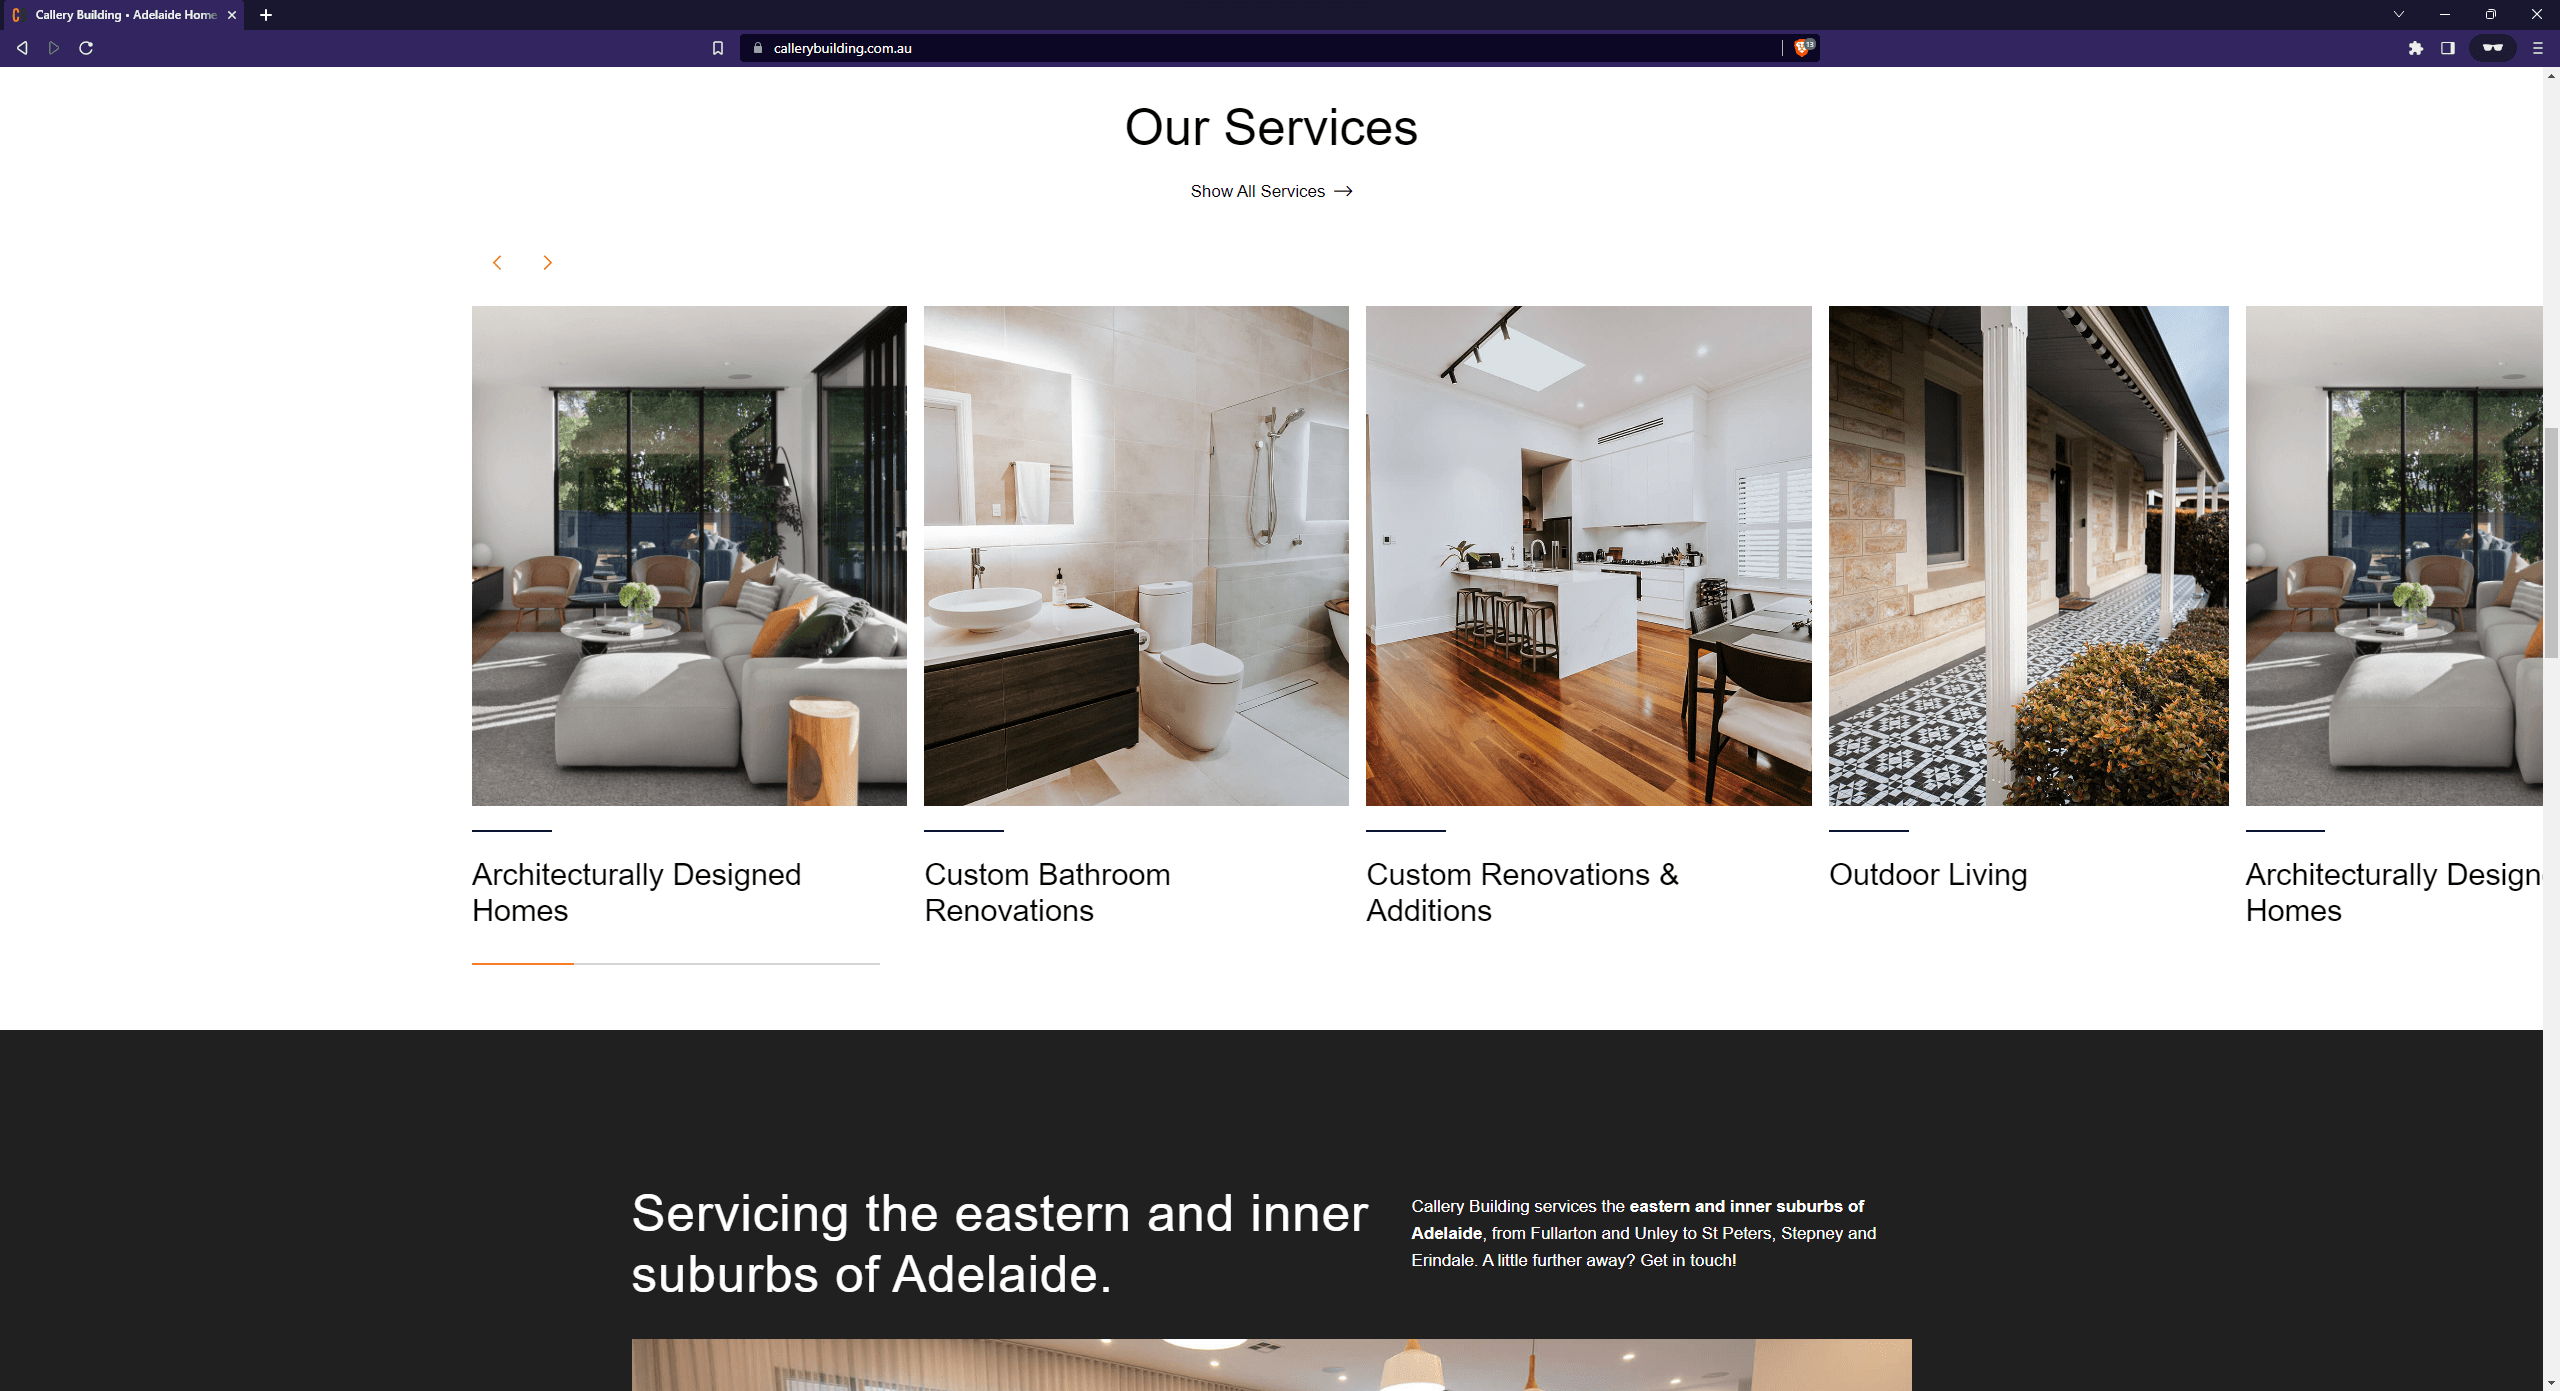 Callery Building • Adelaide Home
callerybuilding.com.au
13
Our Services
Show All Services
Architecturally Designed
Homes
Custom Bathroom
Renovations
Custom Renovations &
Additions
Outdoor Living
Architecturally Design
Homes
Servicing the eastern and inner
suburbs of Adelaide.
Callery Building services the eastern and inner suburbs of
Adelaide, from Fullarton and Unley to St Peters, Stepney and
Erindale. A little further away? Get in touch!